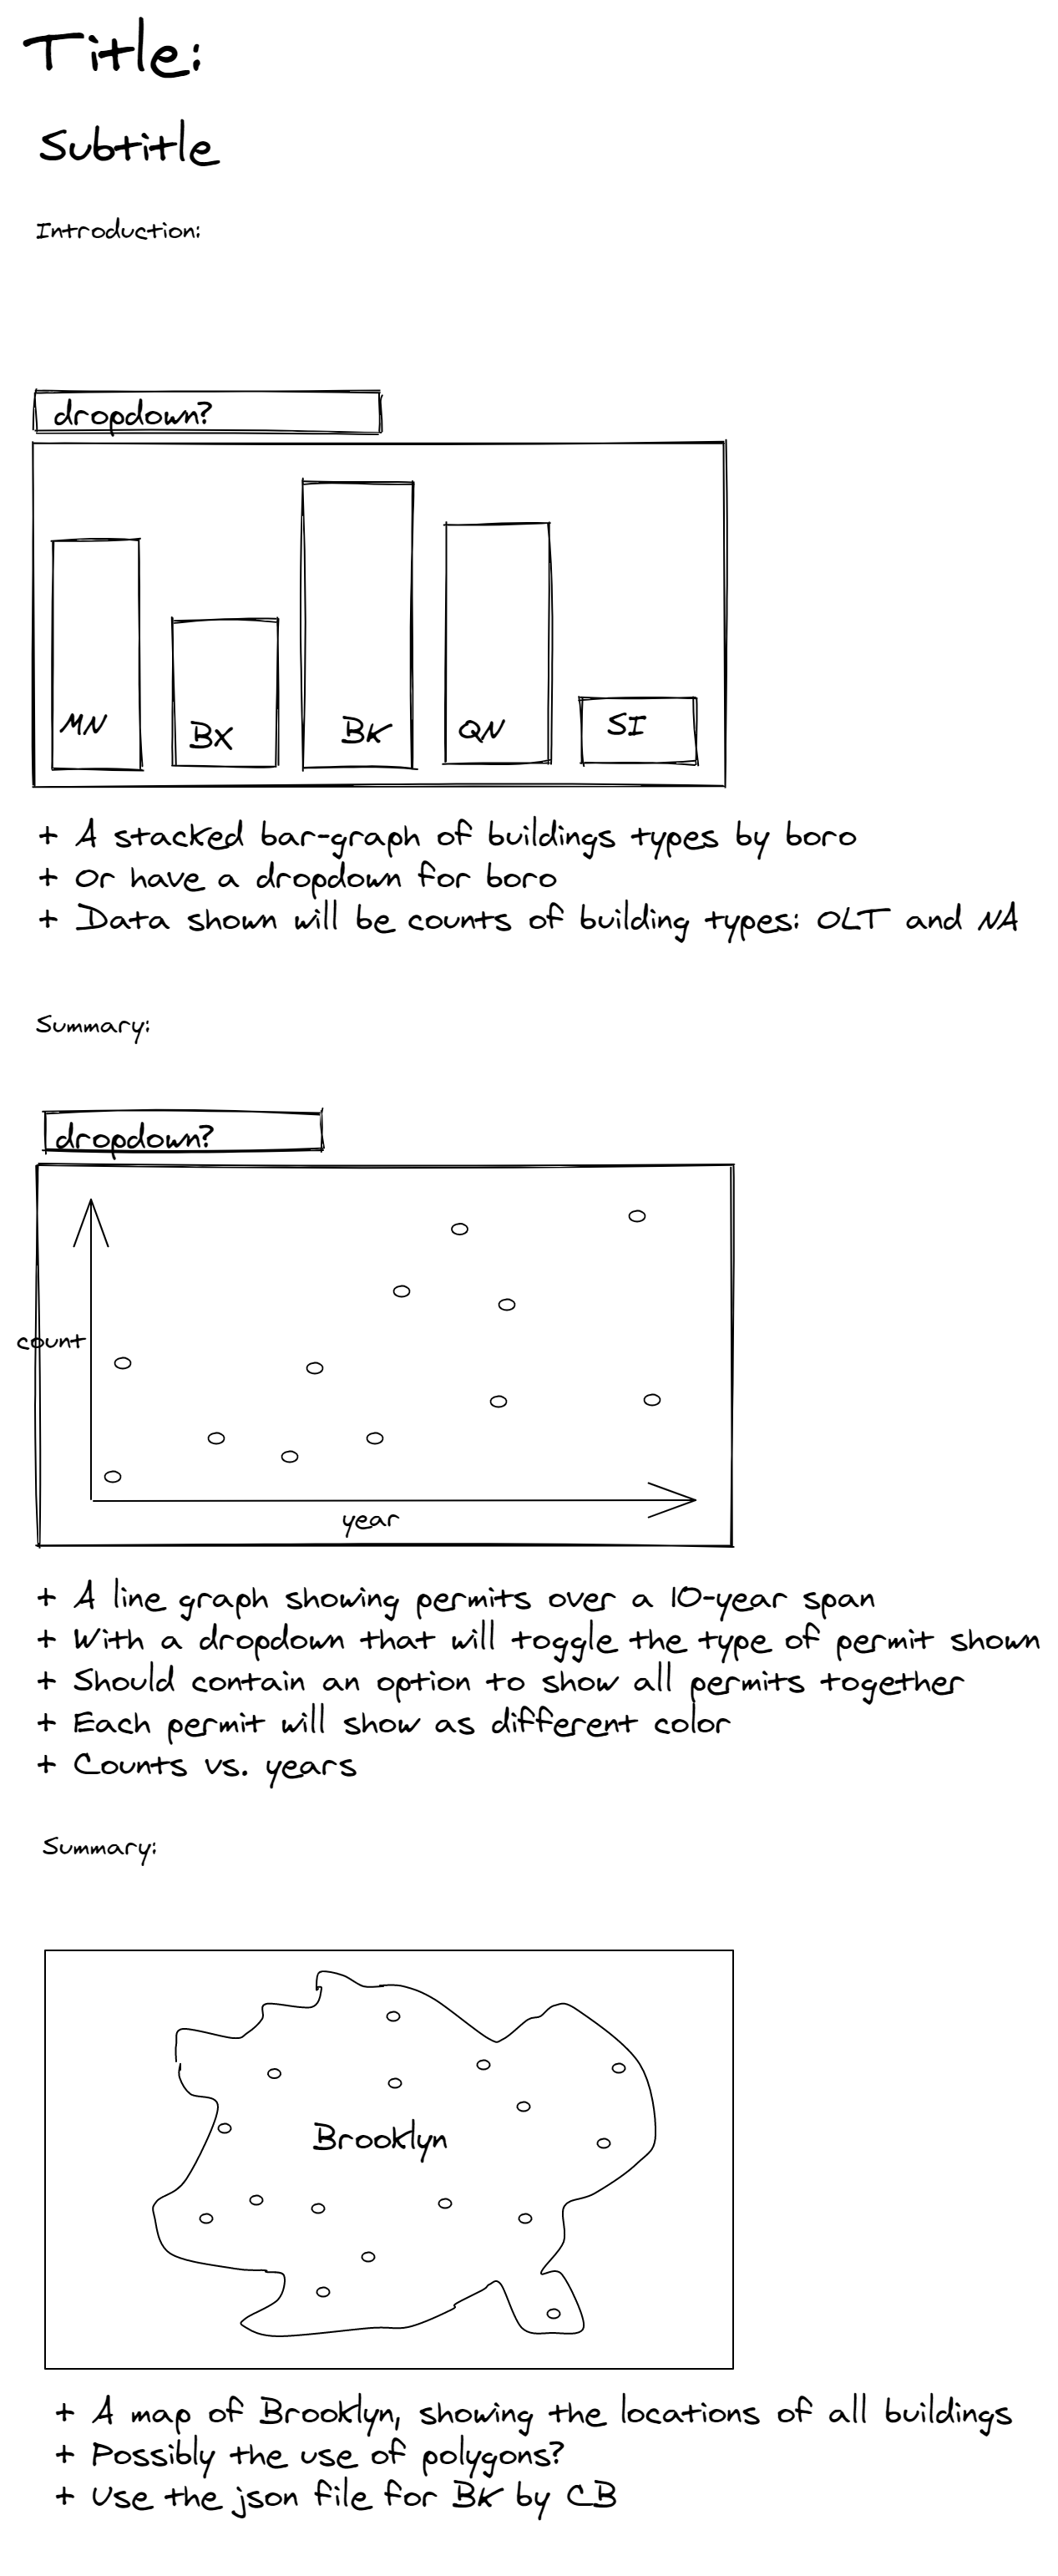 Title:
Subtitle
Introduction:
dropdown?
MN
BX
BK
QN
SI
+ A stacked bar-graph of buildings types by boro
+ Or have a dropdown for boro
+ Data shown will be counts of building types: OLT and NA
Summary:
dropdown?
count
year
+ A line graph showing permits over a 10-year span
+ With a dropdown that will toggle the type of permit shown
+ Should contain an option to show all permits together
+ Each permit will show as different color
+ Counts vs. years
Summary:
Brooklyn
+ A map of Brooklyn, showing the locations of all buildings
+ Possibly the use of polygons?
+ Use the json file for BK by CB